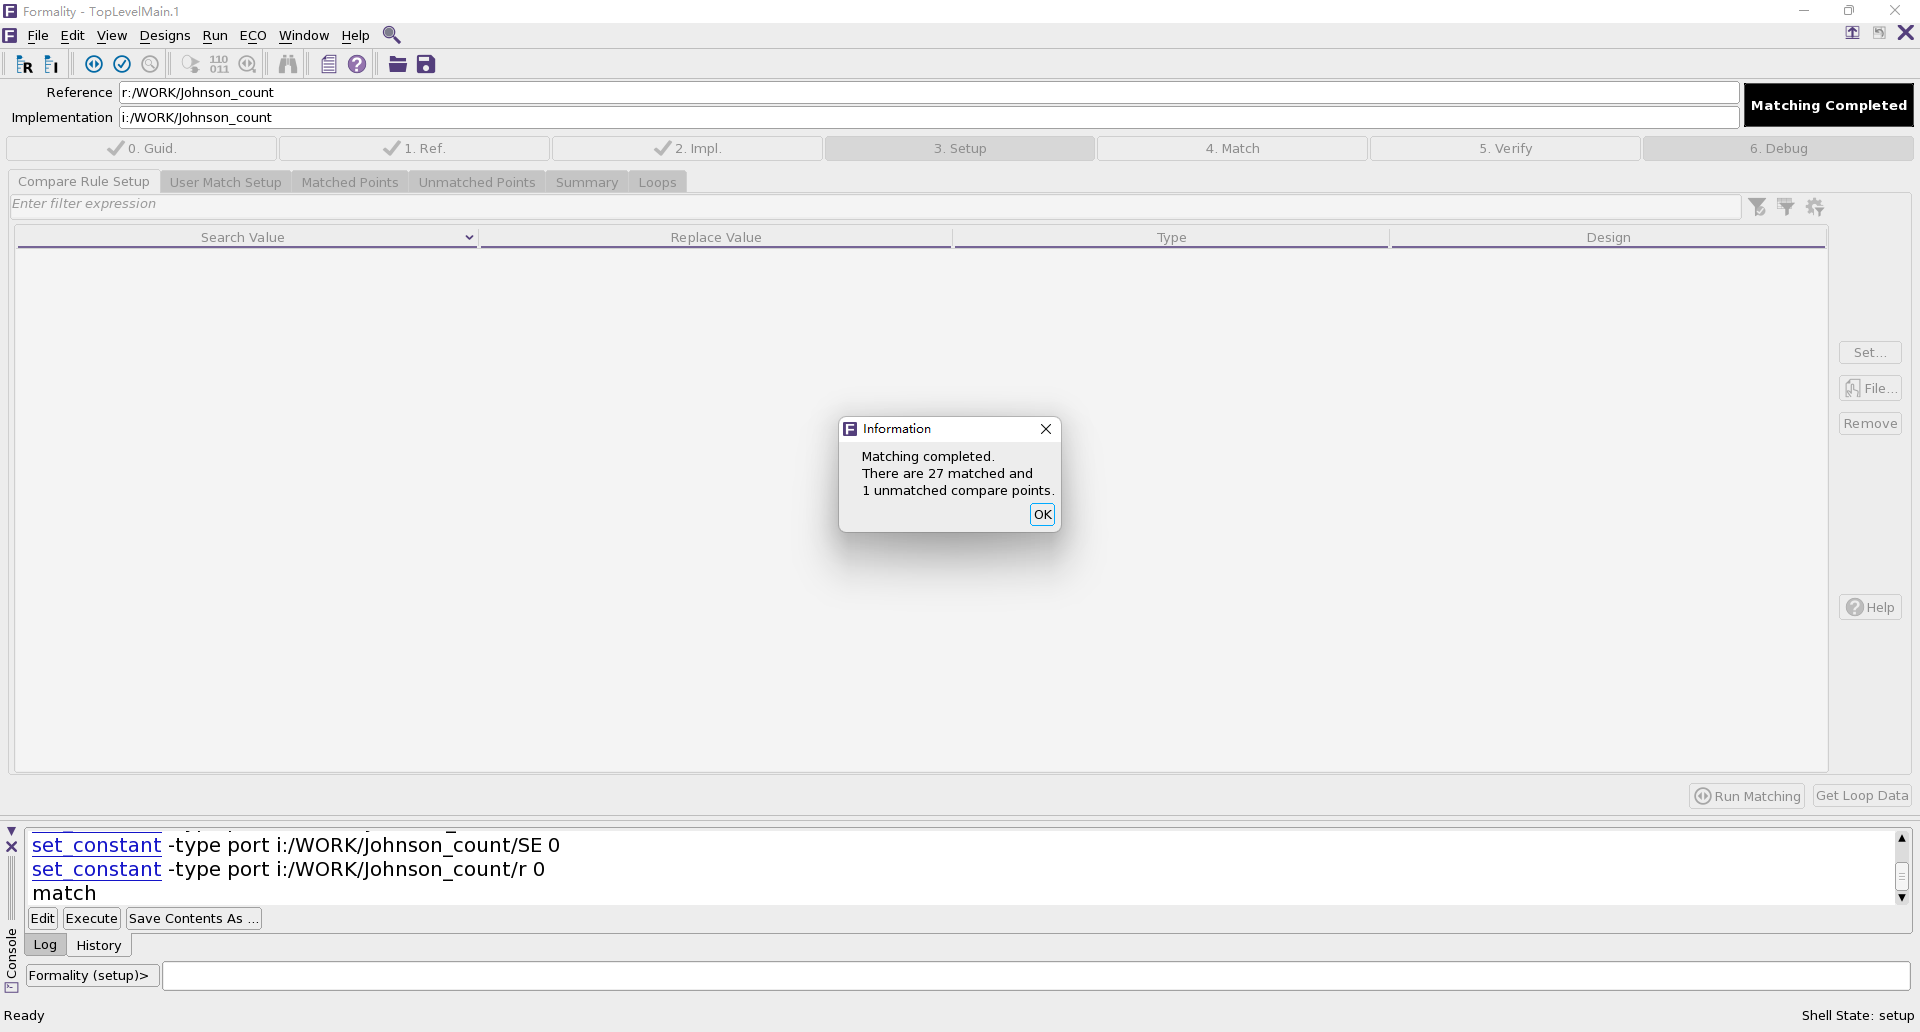 Formality - TopLevelMain.1
File Edit View Designs Run ECO Window Help
R I 110 011
Reference r:/WORK/Johnson_count
Implementation i:/WORK/Johnson_count
Matching Completed
0. Guid. 1. Ref. 2. Impl. 3. Setup 4. Match 5. Verify 6. Debug
Compare Rule Setup User Match Setup Matched Points Unmatched Points Summary Loops
Enter filter expression
Search Value Replace Value Type Design
Set...
File...
Remove
Help
Information
Matching completed.
There are 27 matched and
1 unmatched compare points.
OK
Run Matching Get Loop Data
set_constant -type port i:/WORK/Johnson_count/SE 0
set_constant -type port i:/WORK/Johnson_count/r 0
match
Edit Execute Save Contents As ...
Log History
Console
Formality (setup)>
Ready
Shell State: setup